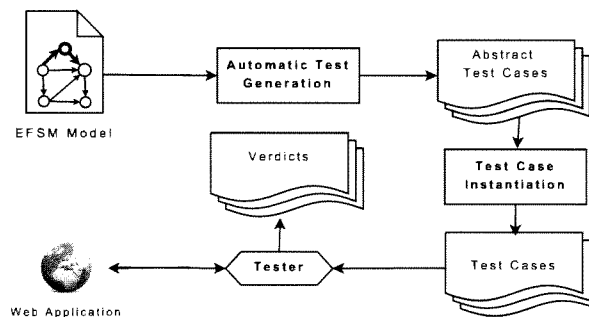 Automatic Test
Generation
Abstract
Test Cases
EFSM Model
Verdicts
Test Case
Instantiation
Tester
Test Cases
Web Application